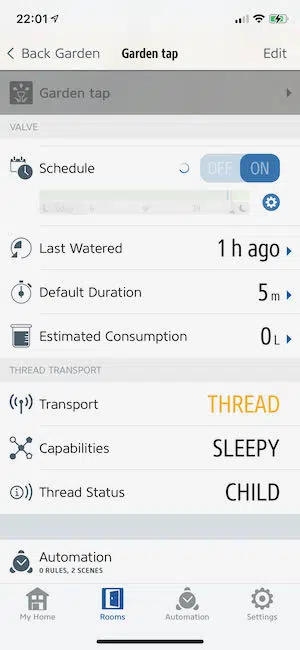 22:01
Back Garden
Garden tap
Edit
Garden tap
VALVE
Schedule
OFF ON
Last Watered
1 h ago
Default Duration
5 m
Estimated Consumption
0 L
THREAD TRANSPORT
Transport
THREAD
Capabilities
SLEEPY
Thread Status
CHILD
Automation
0 RULES, 2 SCENES
My Home
Rooms
Automation
Settings